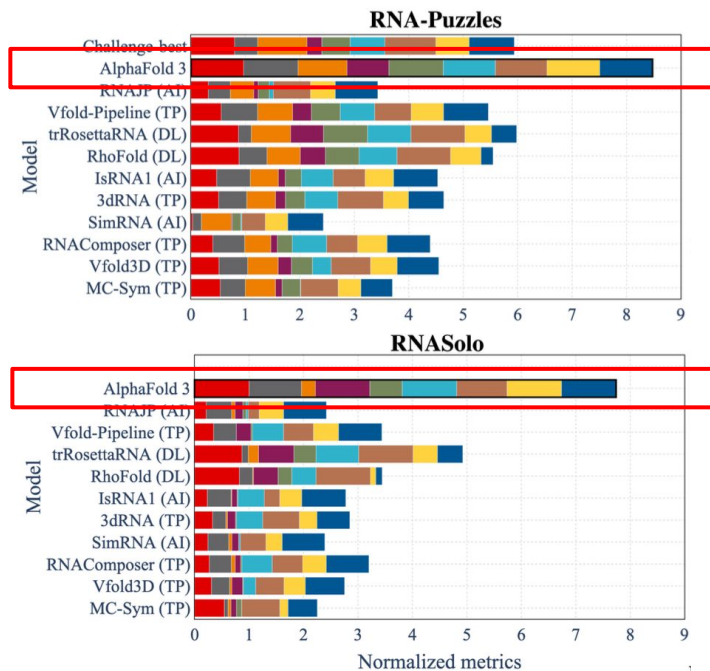 RNA-Puzzles
Challenge-best
AlphaFold 3
RNAJP (AI)
Vfold-Pipeline (TP)
trRosettaRNA (DL)
RhoFold (DL)
IsRNA1 (AI)
3dRNA (TP)
SimRNA (AI)
RNAComposer (TP)
Vfold3D (TP)
MC-Sym (TP)
Model
0 1 2 3 4 5 6 7 8 9
RNASolo
AlphaFold 3
RNAJP (AI)
Vfold-Pipeline (TP)
trRosettaRNA (DL)
RhoFold (DL)
IsRNA1 (AI)
3dRNA (TP)
SimRNA (AI)
RNAComposer (TP)
Vfold3D (TP)
MC-Sym (TP)
Model
0 1 2 3 4 5 6 7 8 9
Normalized metrics